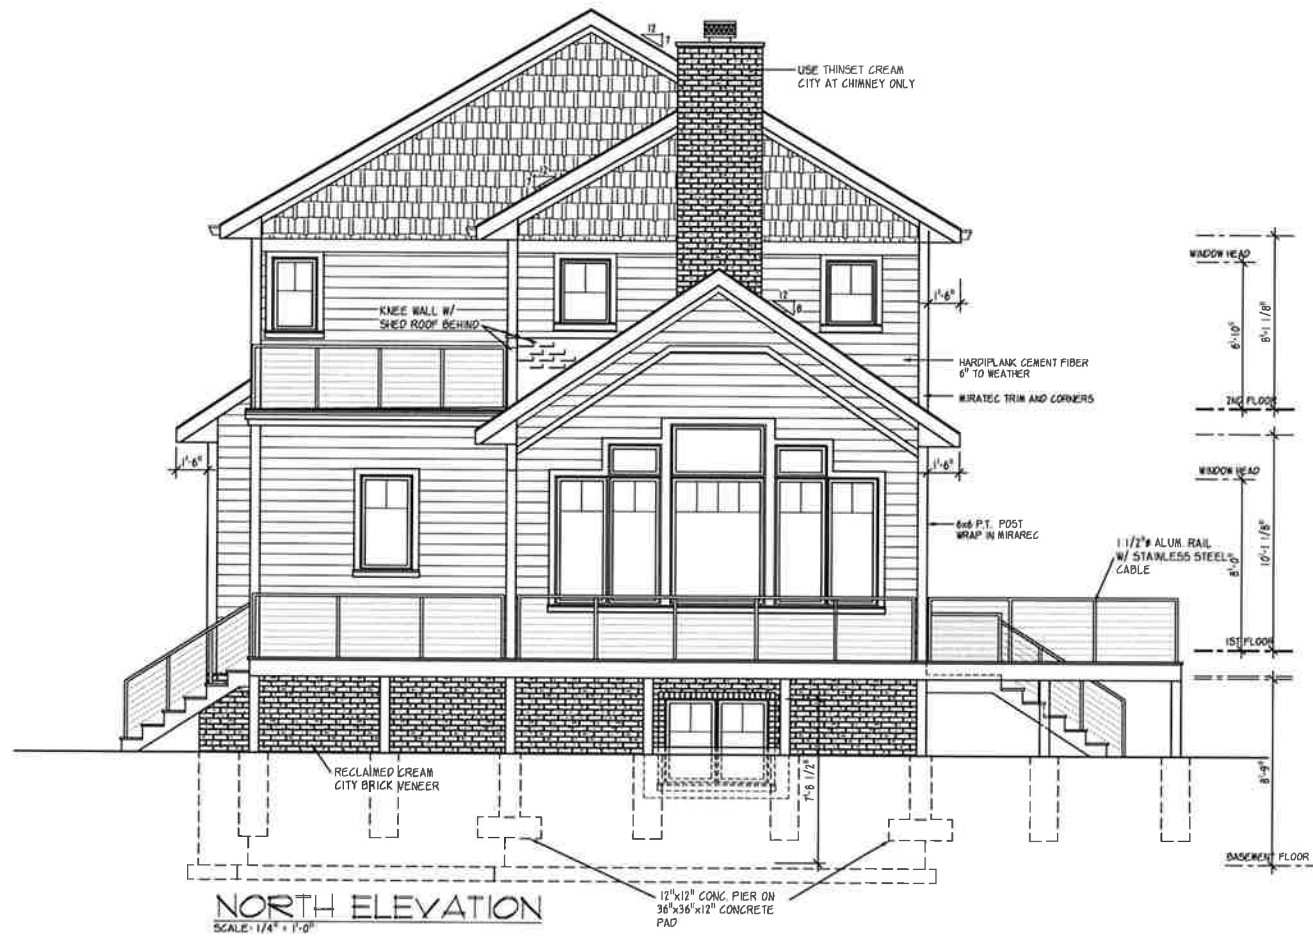 12
7
USE THINSET CREAM
CITY AT CHIMNEY ONLY
12
7
WINDOW HEAD
1'-6"
12
8
KNEE WALL W/
SHED ROOF BEHIND
6'-10"
8'-1 1/8"
HARDIPLANK CEMENT FIBER
6" TO WEATHER
MIRATEC TRIM AND CORNERS
2ND FLOOR
1'-6"
1'-6"
WINDOW HEAD
6x6 P.T. POST
WRAP IN MIRAREC
1 1/2"ø ALUM. RAIL
W/ STAINLESS STEEL
CABLE
8'-0"
10'-1 1/8"
1ST FLOOR
RECLAIMED CREAM
CITY BRICK VENEER
7'-8 1/2"
8'-9"
BASEMENT FLOOR
12"x12" CONC. PIER ON
36"x36"x12" CONCRETE
PAD
NORTH ELEVATION
SCALE: 1/4" = 1'-0"